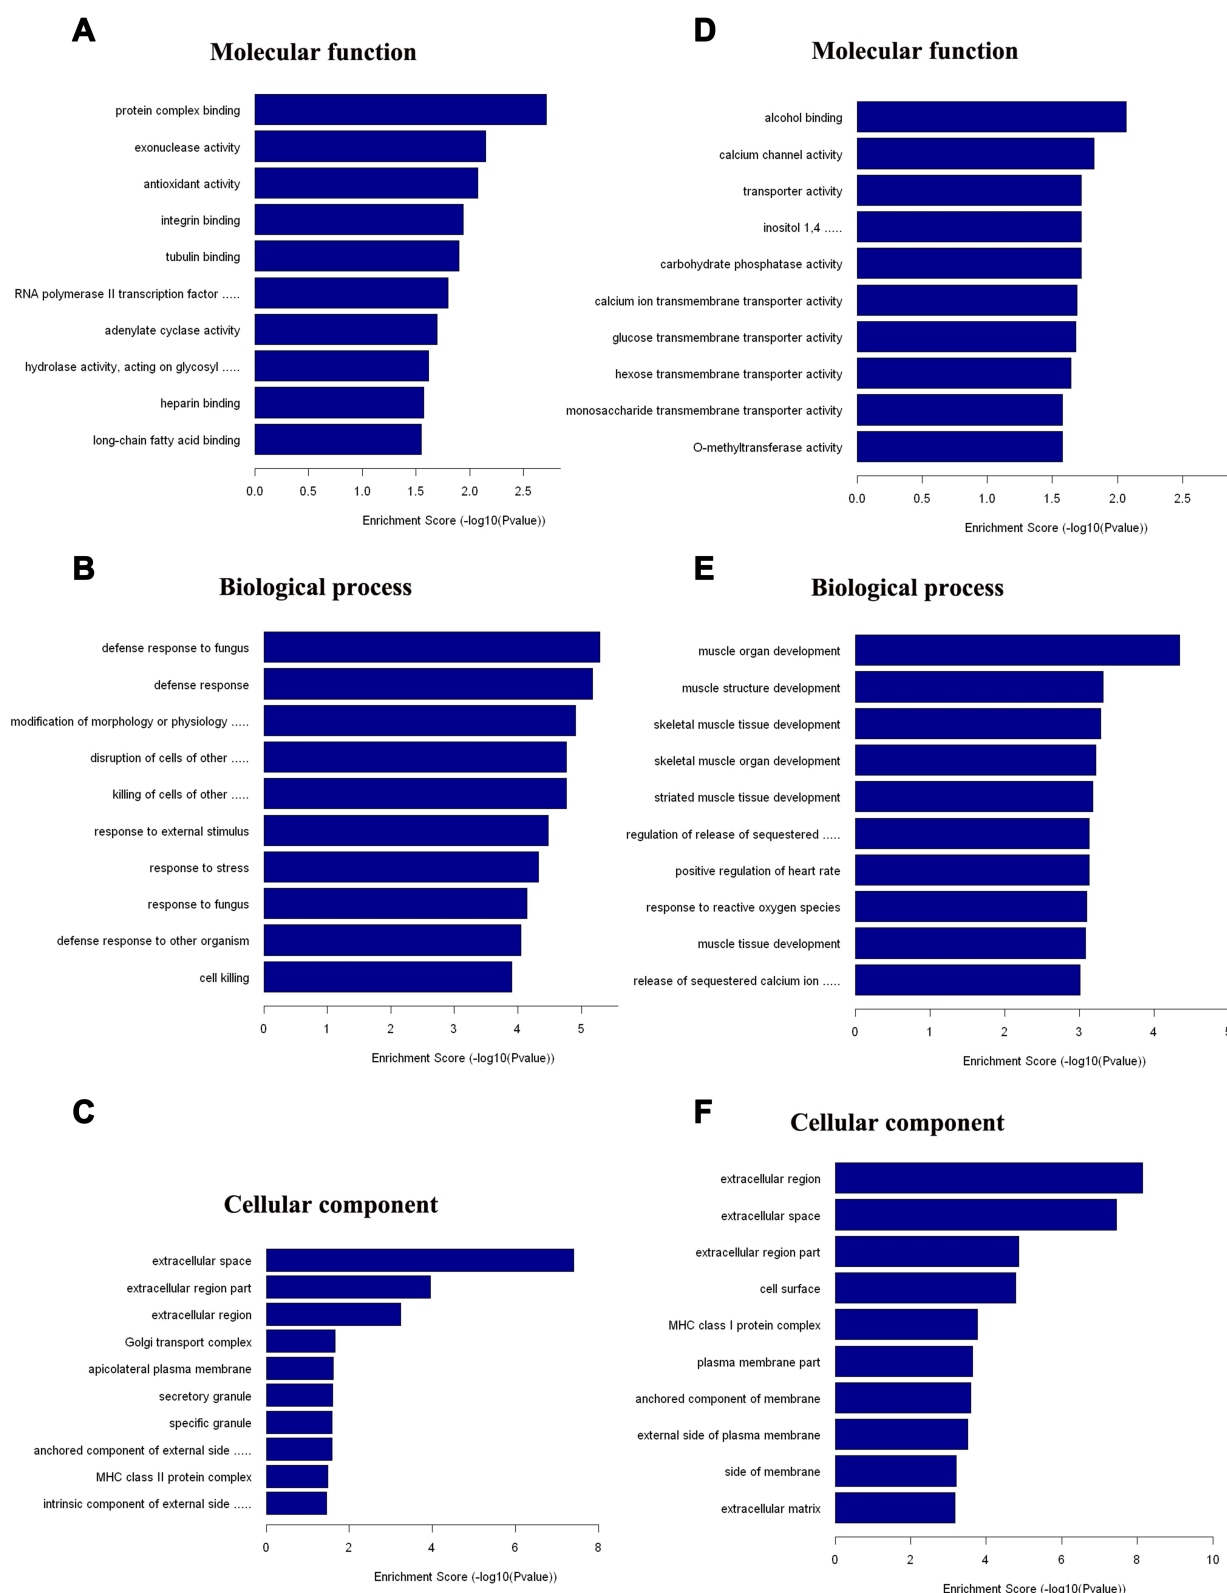 A
Molecular function
protein complex binding
exonuclease activity
antioxidant activity
integrin binding
tubulin binding
RNA polymerase II transcription factor .....
adenylate cyclase activity
hydrolase activity, acting on glycosyl .....
heparin binding
long-chain fatty acid binding
0.0 0.5 1.0 1.5 2.0 2.5
Enrichment Score (-log10(Pvalue))
D
Molecular function
alcohol binding
calcium channel activity
transporter activity
inositol 1,4 .....
carbohydrate phosphatase activity
calcium ion transmembrane transporter activity
glucose transmembrane transporter activity
hexose transmembrane transporter activity
monosaccharide transmembrane transporter activity
O-methyltransferase activity
0.0 0.5 1.0 1.5 2.0 2.5
Enrichment Score (-log10(Pvalue))
B
Biological process
defense response to fungus
defense response
modification of morphology or physiology .....
disruption of cells of other .....
killing of cells of other .....
response to external stimulus
response to stress
response to fungus
defense response to other organism
cell killing
0 1 2 3 4 5
Enrichment Score (-log10(Pvalue))
E
Biological process
muscle organ development
muscle structure development
skeletal muscle tissue development
skeletal muscle organ development
striated muscle tissue development
regulation of release of sequestered .....
positive regulation of heart rate
response to reactive oxygen species
muscle tissue development
release of sequestered calcium ion .....
0 1 2 3 4 5
Enrichment Score (-log10(Pvalue))
C
Cellular component
extracellular space
extracellular region part
extracellular region
Golgi transport complex
apicolateral plasma membrane
secretory granule
specific granule
anchored component of external side .....
MHC class II protein complex
intrinsic component of external side .....
0 2 4 6 8
Enrichment Score (-log10(Pvalue))
F
Cellular component
extracellular region
extracellular space
extracellular region part
cell surface
MHC class I protein complex
plasma membrane part
anchored component of membrane
external side of plasma membrane
side of membrane
extracellular matrix
0 2 4 6 8 10
Enrichment Score (-log10(Pvalue))